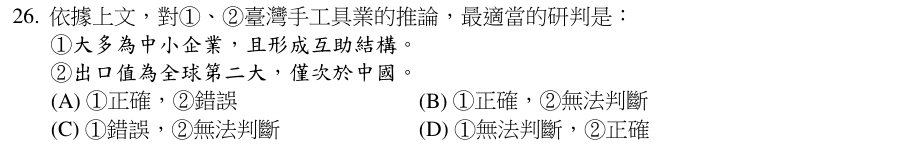 26. 依據上文，對①、②臺灣手工具業的推論，最適當的研判是：
①大多為中小企業，且形成互助結構。
②出口值為全球第二大，僅次於中國。
(A) ①正確，②錯誤 (B) ①正確，②無法判斷
(C) ①錯誤，②無法判斷 (D) ①無法判斷，②正確